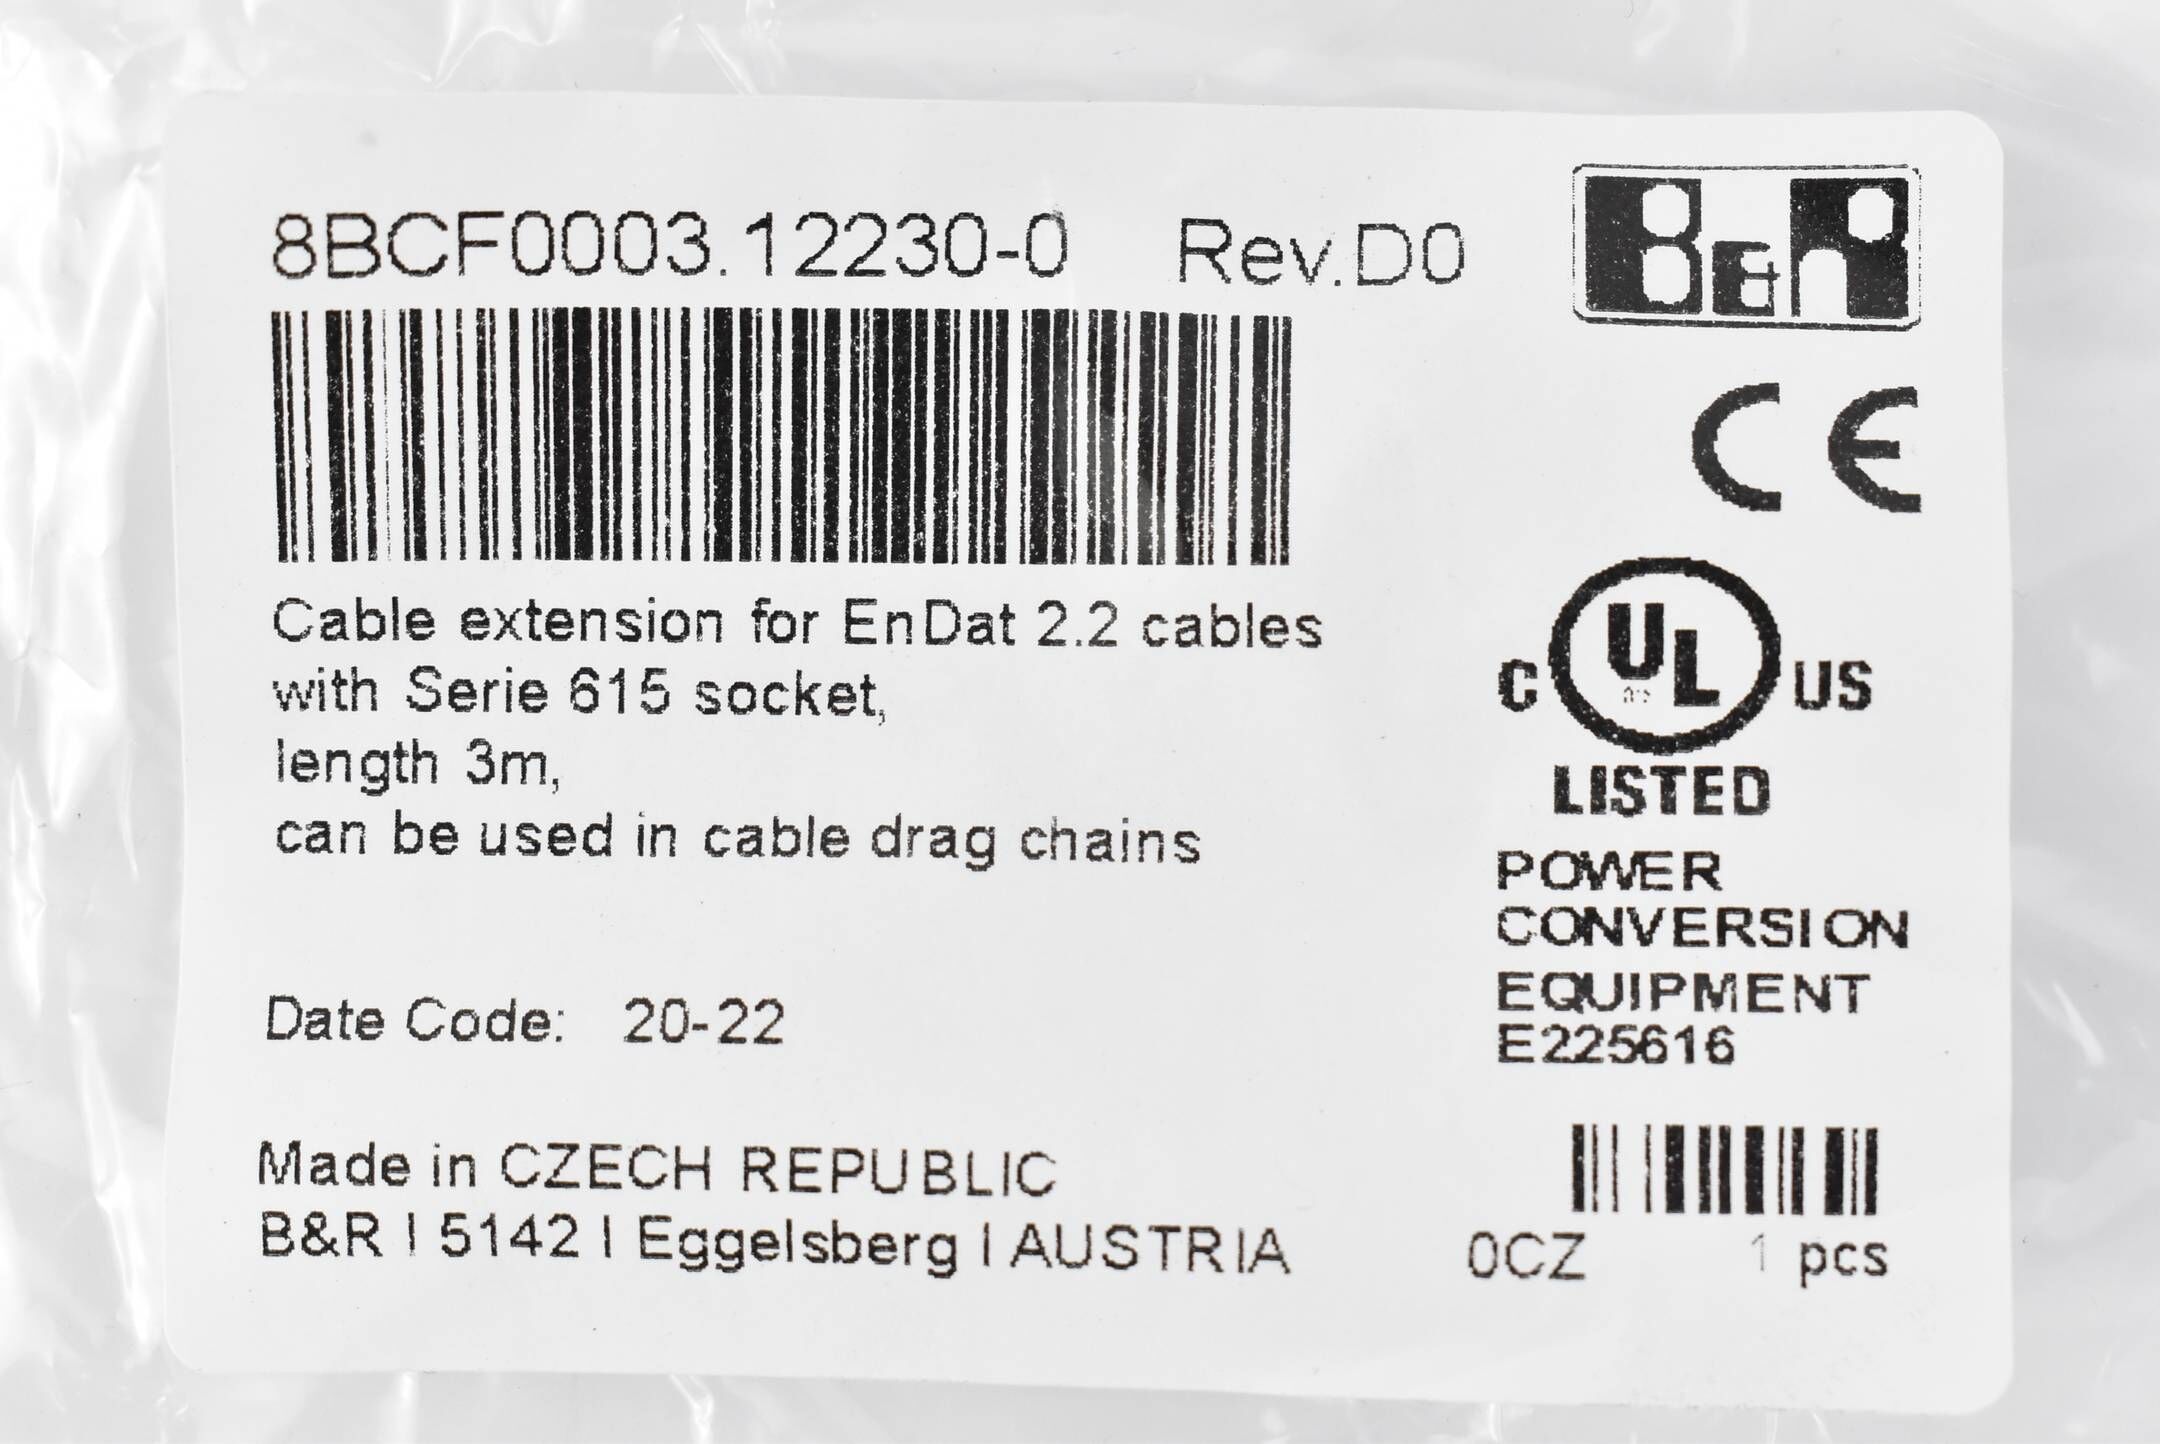 8BCF0003.12230-0 Rev.D0
B&R
CE
Cable extension for EnDat 2.2 cables
with Serie 615 socket,
length 3m,
can be used in cable drag chains
C UL US
LISTED
POWER
CONVERSION
EQUIPMENT
E225616
Date Code: 20-22
Made in CZECH REPUBLIC
B&R | 5142 | Eggelsberg | AUSTRIA
0CZ 1 pcs